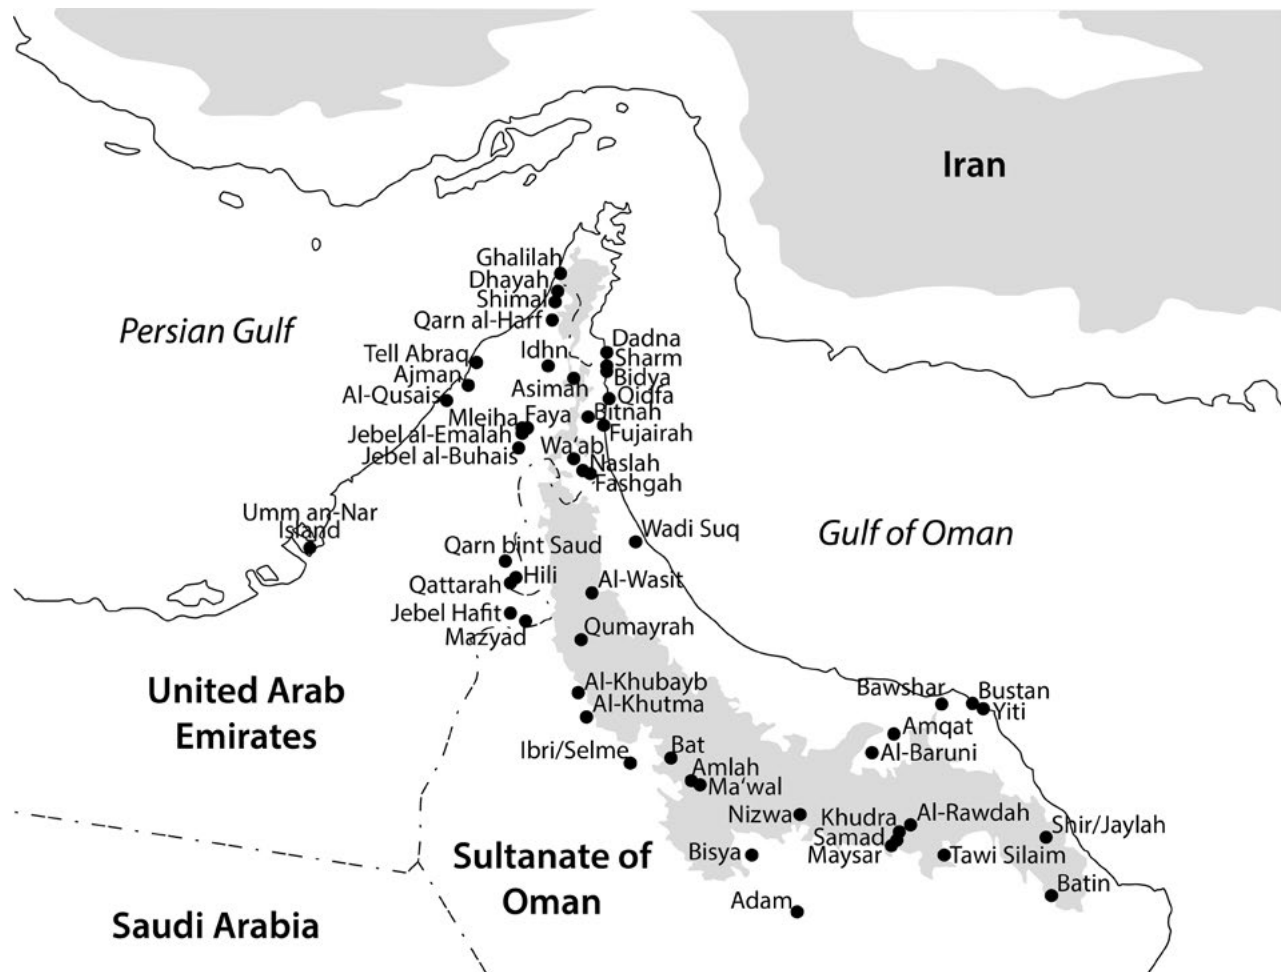 Iran
Persian Gulf
Ghalilah
Dhayah
Shimal
Qarn al-Harf
Tell Abraq
Ajman
Al-Qusais
Idhn
Asimah
Dadna
Sharm
Bidya
Qidfa
Mleiha
Faya
Bitnah
Fujairah
Jebel al-Emalah
Jebel al-Buhais
Wa‘ab
Naslah
Fashgah
Umm an-Nar
Island
Wadi Suq
Gulf of Oman
Qarn bint Saud
Hili
Qattarah
Al-Wasit
Jebel Hafit
Mazyad
Qumayrah
United Arab
Emirates
Al-Khubayb
Al-Khutma
Bawshar
Bustan
Yiti
Amqat
Al-Baruni
Ibri/Selme
Bat
Amlah
Ma‘wal
Nizwa
Khudra
Al-Rawdah
Samad
Maysar
Shir/Jaylah
Tawi Silaim
Bisya
Batin
Adam
Sultanate of
Oman
Saudi Arabia